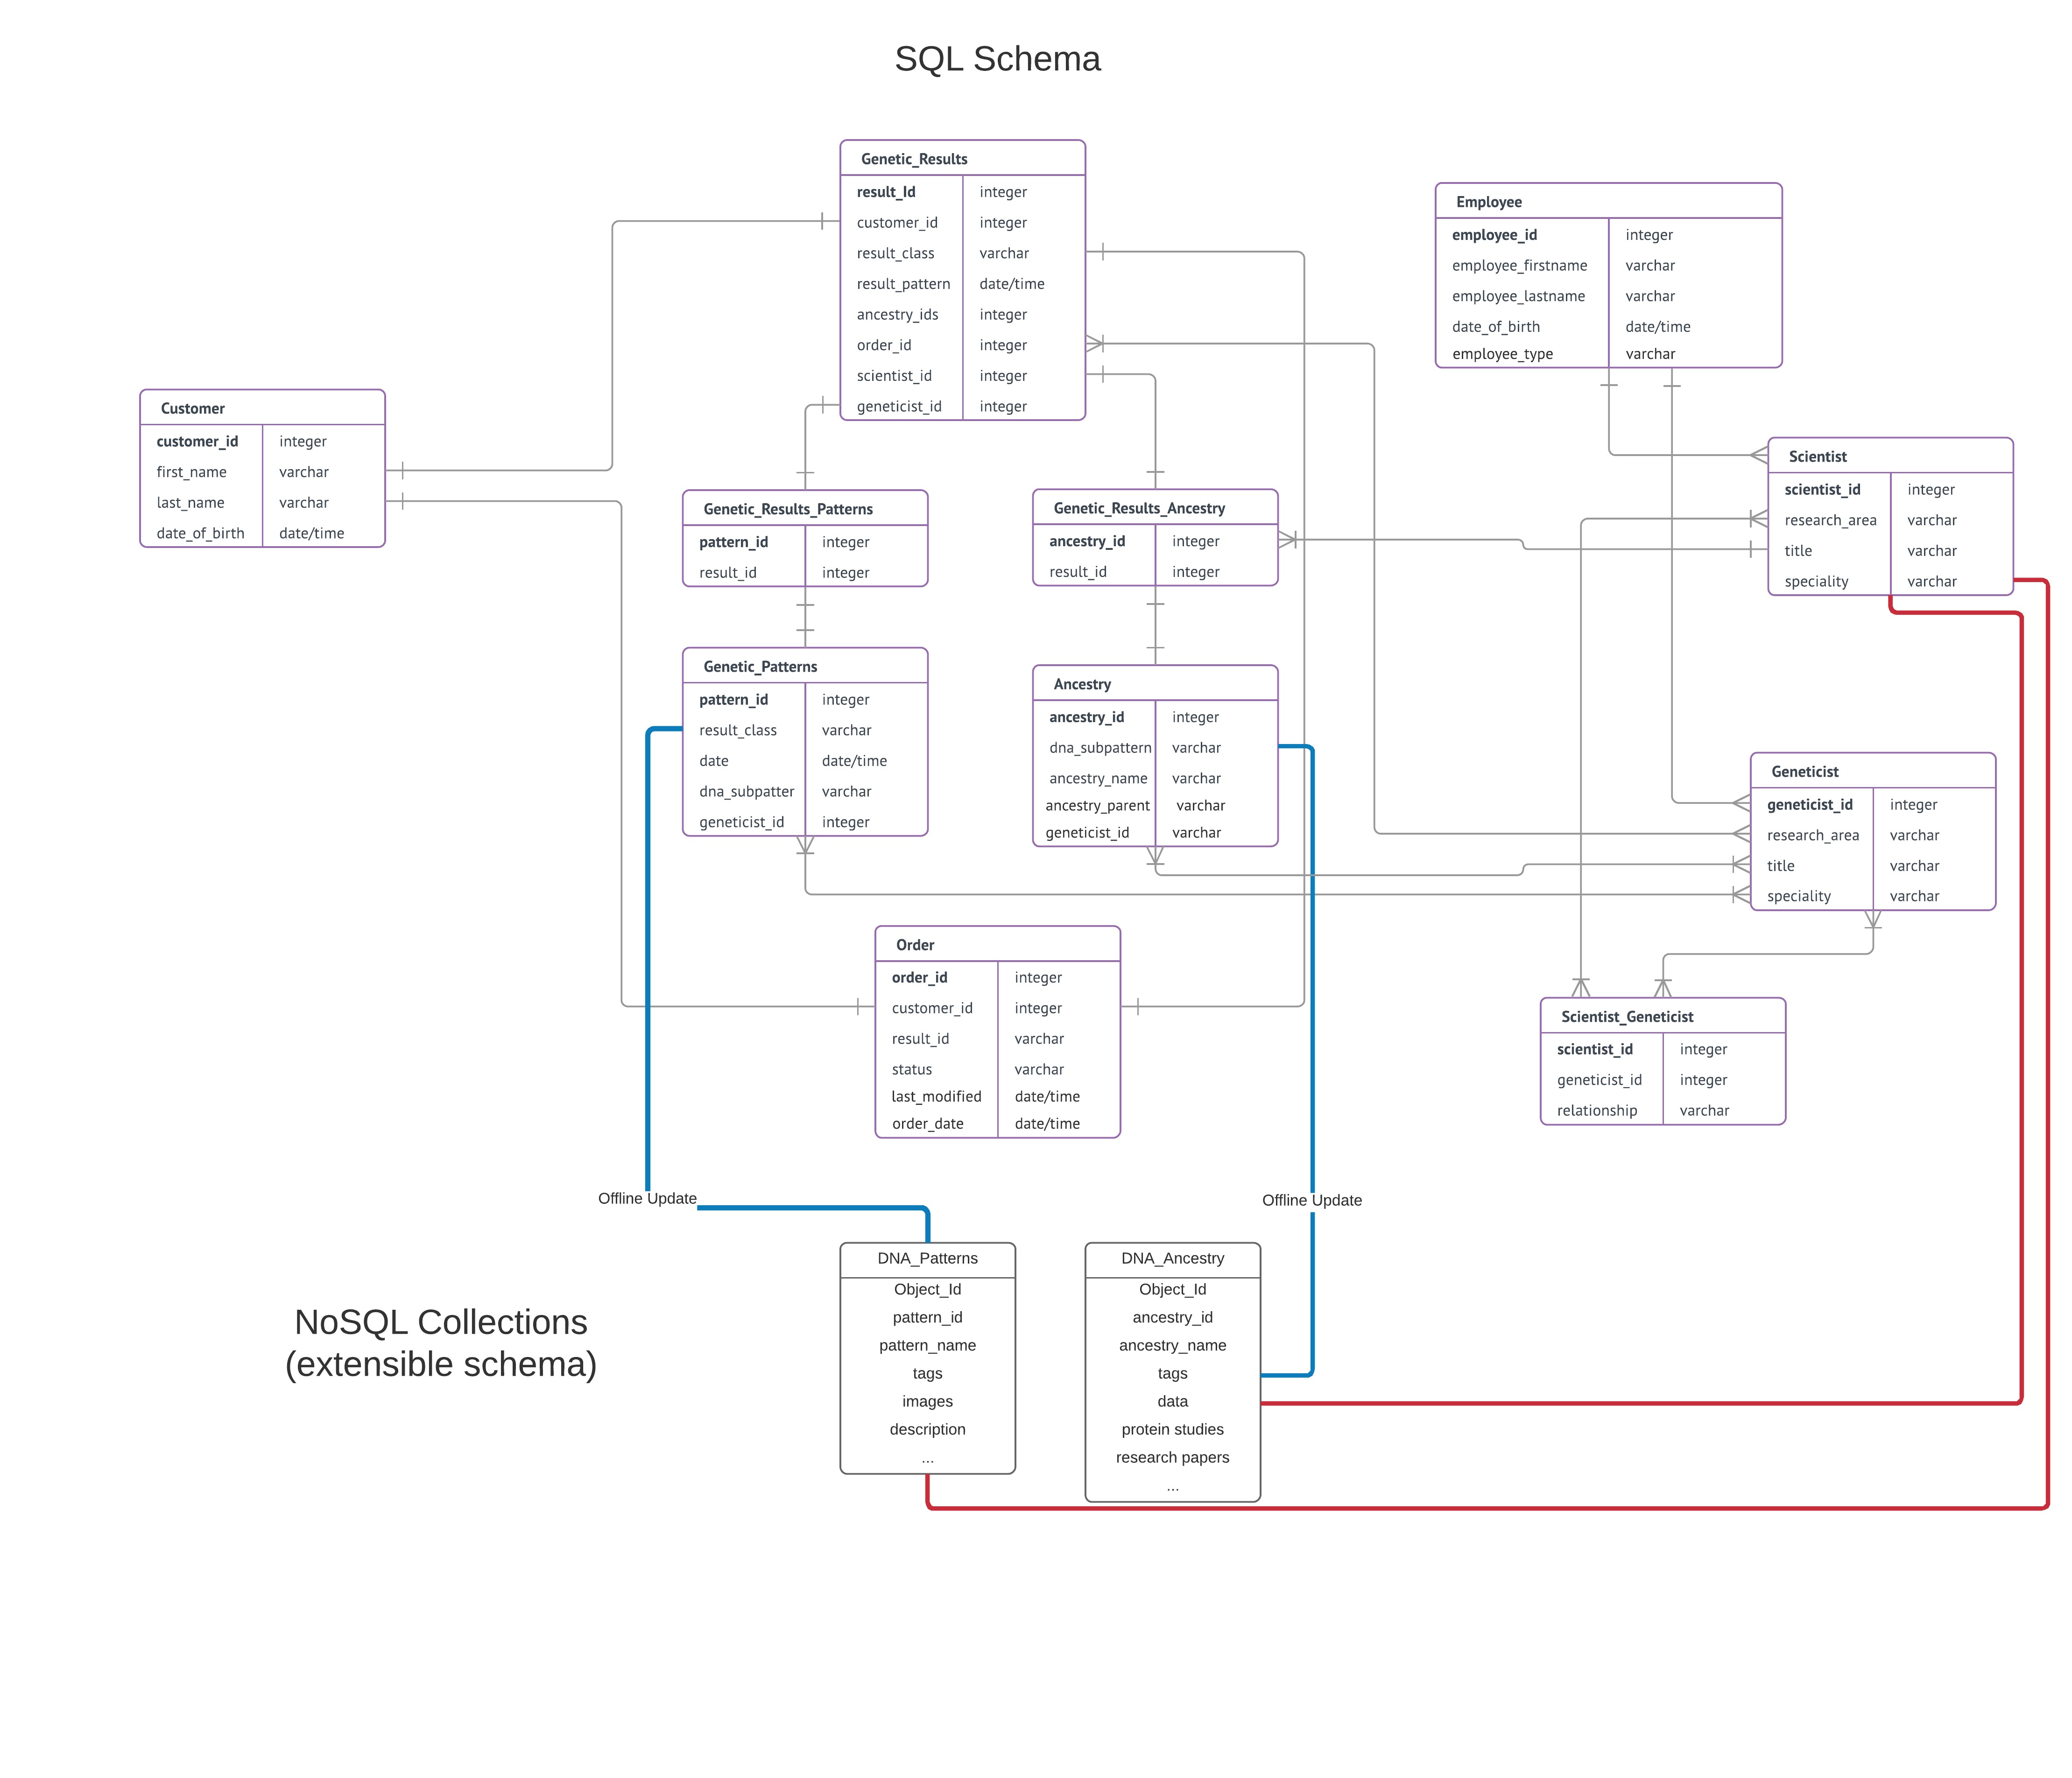 SQL Schema
Genetic_Results
result_Id integer
customer_id integer
result_class varchar
result_pattern date/time
ancestry_ids integer
order_id integer
scientist_id integer
geneticist_id integer
Employee
employee_id integer
employee_firstname varchar
employee_lastname varchar
date_of_birth date/time
employee_type varchar
Customer
customer_id integer
first_name varchar
last_name varchar
date_of_birth date/time
Scientist
scientist_id integer
research_area varchar
title varchar
speciality varchar
Genetic_Results_Patterns
pattern_id integer
result_id integer
Genetic_Results_Ancestry
ancestry_id integer
result_id integer
Genetic_Patterns
pattern_id integer
result_class varchar
date date/time
dna_subpatter varchar
geneticist_id integer
Ancestry
ancestry_id integer
dna_subpattern varchar
ancestry_name varchar
ancestry_parent varchar
geneticist_id varchar
Geneticist
geneticist_id integer
research_area varchar
title varchar
speciality varchar
Order
order_id integer
customer_id integer
result_id varchar
status varchar
last_modified date/time
order_date date/time
Scientist_Geneticist
scientist_id integer
geneticist_id integer
relationship varchar
Offline Update
Offline Update
NoSQL Collections
(extensible schema)
DNA_Patterns
Object_Id
pattern_id
pattern_name
tags
images
description
...
DNA_Ancestry
Object_Id
ancestry_id
ancestry_name
tags
data
protein studies
research papers
...